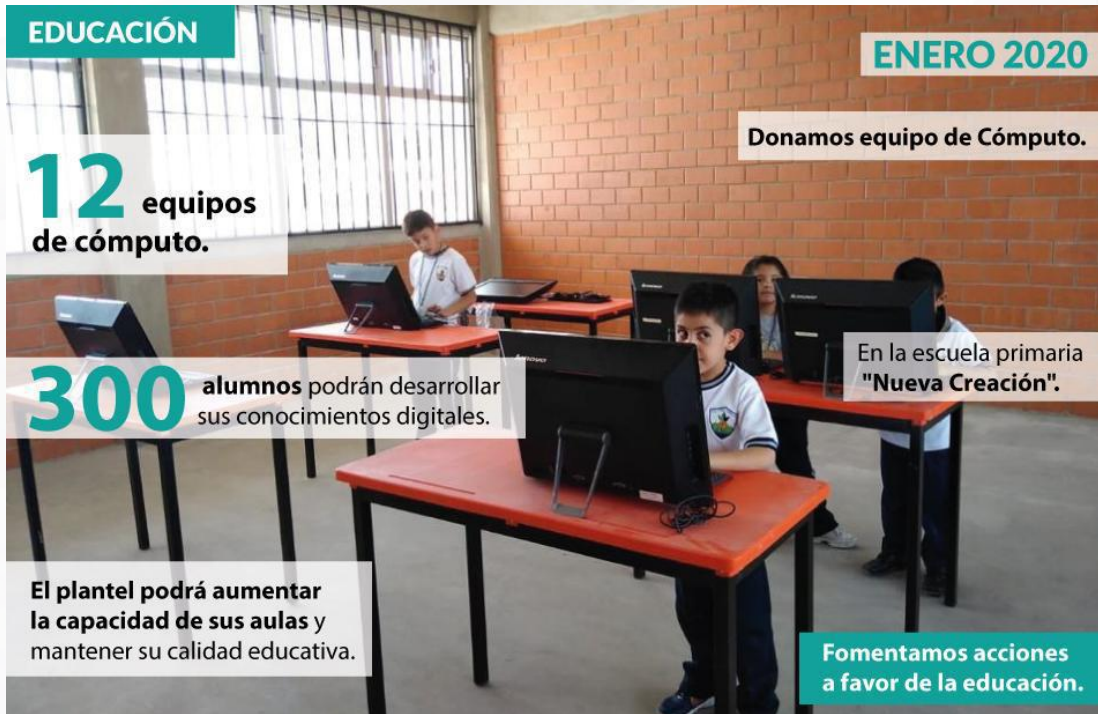 EDUCACIÓN
ENERO 2020
Donamos equipo de Cómputo.
12 equipos
de cómputo.
En la escuela primaria
"Nueva Creación".
300 alumnos podrán desarrollar
sus conocimientos digitales.
El plantel podrá aumentar
la capacidad de sus aulas y
mantener su calidad educativa.
Fomentamos acciones
a favor de la educación.